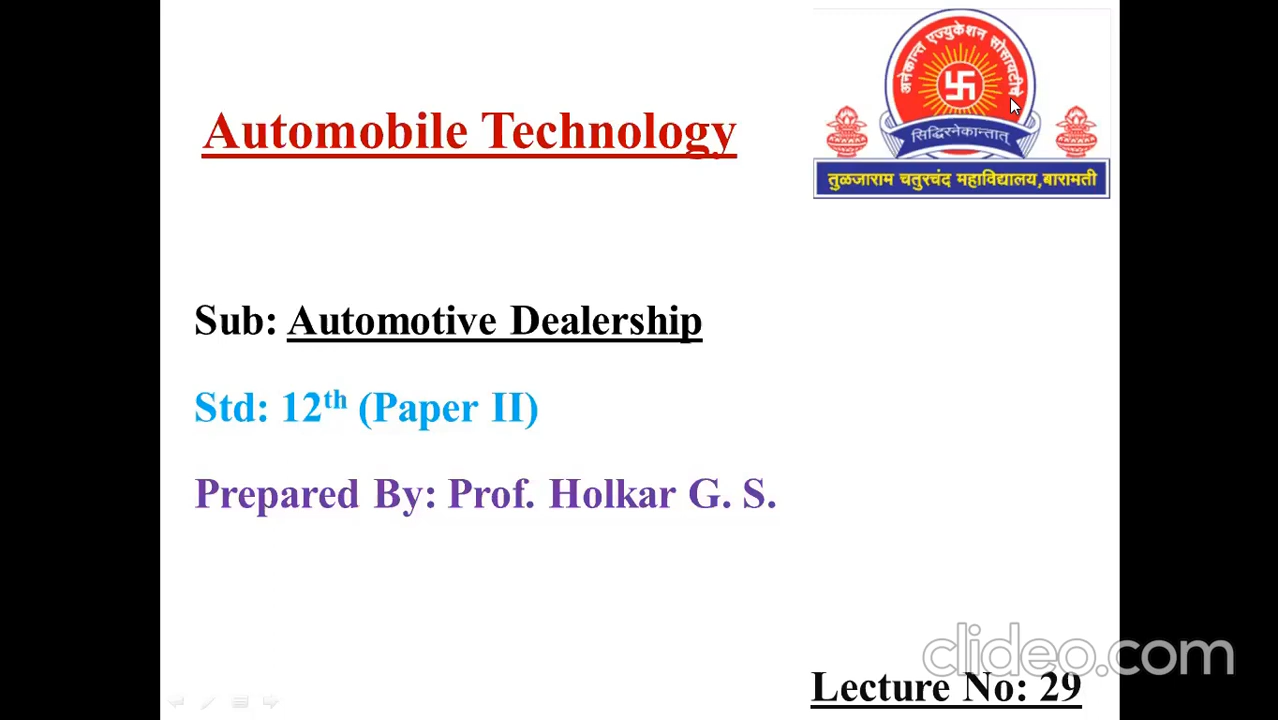 अनेकान्त एज्युकेशन सोसायटीचे
सिद्धिरनेकान्तात्
तुळजाराम चतुरचंद महाविद्यालय,बारामती
Automobile Technology
Sub: Automotive Dealership
Std: 12th (Paper II)
Prepared By: Prof. Holkar G. S.
clideo.com
Lecture No: 29